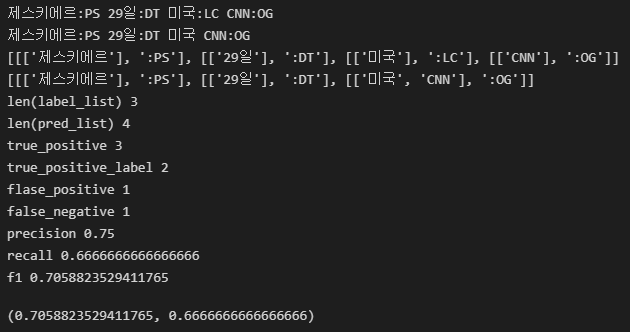 제스키에르:PS 29일:DT 미국:LC CNN:OG
제스키에르:PS 29일:DT 미국 CNN:OG
[[['제스키에르'], ':PS'], [['29일'], ':DT'], [['미국'], ':LC'], [['CNN'], ':OG']]
[[['제스키에르'], ':PS'], [['29일'], ':DT'], [['미국', 'CNN'], ':OG']]
len(label_list) 3
len(pred_list) 4
true_positive 3
true_positive_label 2
flase_positive 1
false_negative 1
precision 0.75
recall 0.6666666666666666
f1 0.7058823529411765
(0.7058823529411765, 0.6666666666666666)